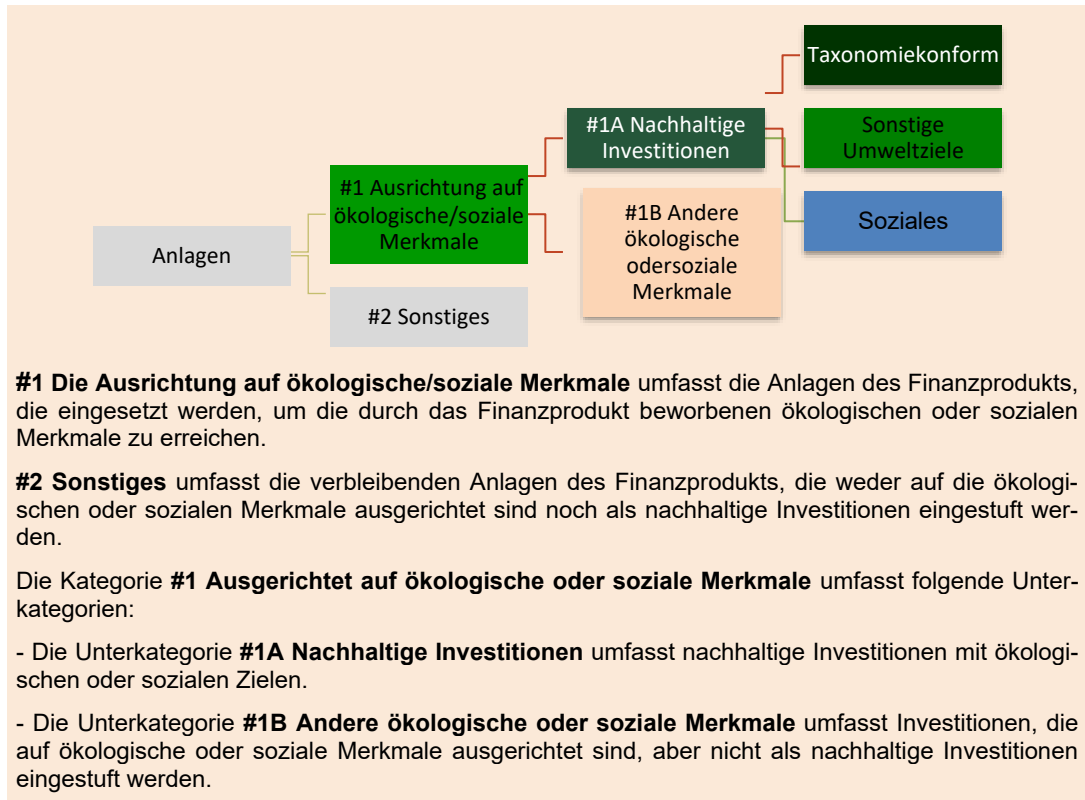 Taxonomiekonform
#1A Nachhaltige
Investitionen
Sonstige
Umweltziele
#1 Ausrichtung auf
ökologische/soziale
Merkmale
#1B Andere
ökologische
odersoziale
Merkmale
Soziales
Anlagen
#2 Sonstiges
#1 Die Ausrichtung auf ökologische/soziale Merkmale umfasst die Anlagen des Finanzprodukts,
die eingesetzt werden, um die durch das Finanzprodukt beworbenen ökologischen oder sozialen
Merkmale zu erreichen.
#2 Sonstiges umfasst die verbleibenden Anlagen des Finanzprodukts, die weder auf die ökologi-
schen oder sozialen Merkmale ausgerichtet sind noch als nachhaltige Investitionen eingestuft wer-
den.
Die Kategorie #1 Ausgerichtet auf ökologische oder soziale Merkmale umfasst folgende Unter-
kategorien:
- Die Unterkategorie #1A Nachhaltige Investitionen umfasst nachhaltige Investitionen mit ökologi-
schen oder sozialen Zielen.
- Die Unterkategorie #1B Andere ökologische oder soziale Merkmale umfasst Investitionen, die
auf ökologische oder soziale Merkmale ausgerichtet sind, aber nicht als nachhaltige Investitionen
eingestuft werden.